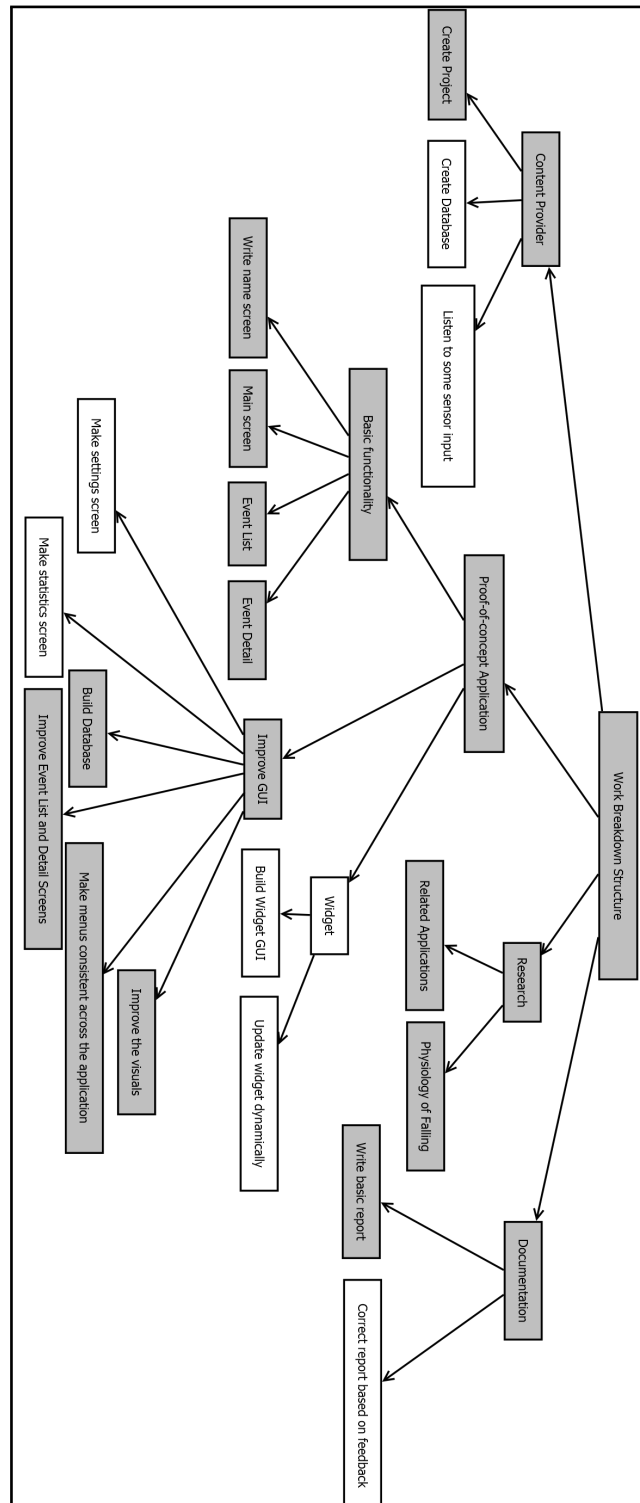 Work Breakdown Structure
Content Provider
Create Project
Create Database
Listen to some sensor input
Proof-of-concept Application
Basic functionality
Write name screen
Main screen
Event List
Event Detail
Improve GUI
Make settings screen
Make statistics screen
Build Database
Improve Event List and Detail Screens
Make menus consistent across the application
Improve the visuals
Widget
Build Widget GUI
Update widget dynamically
Research
Related Applications
Physiology of Falling
Documentation
Write basic report
Correct report based on feedback